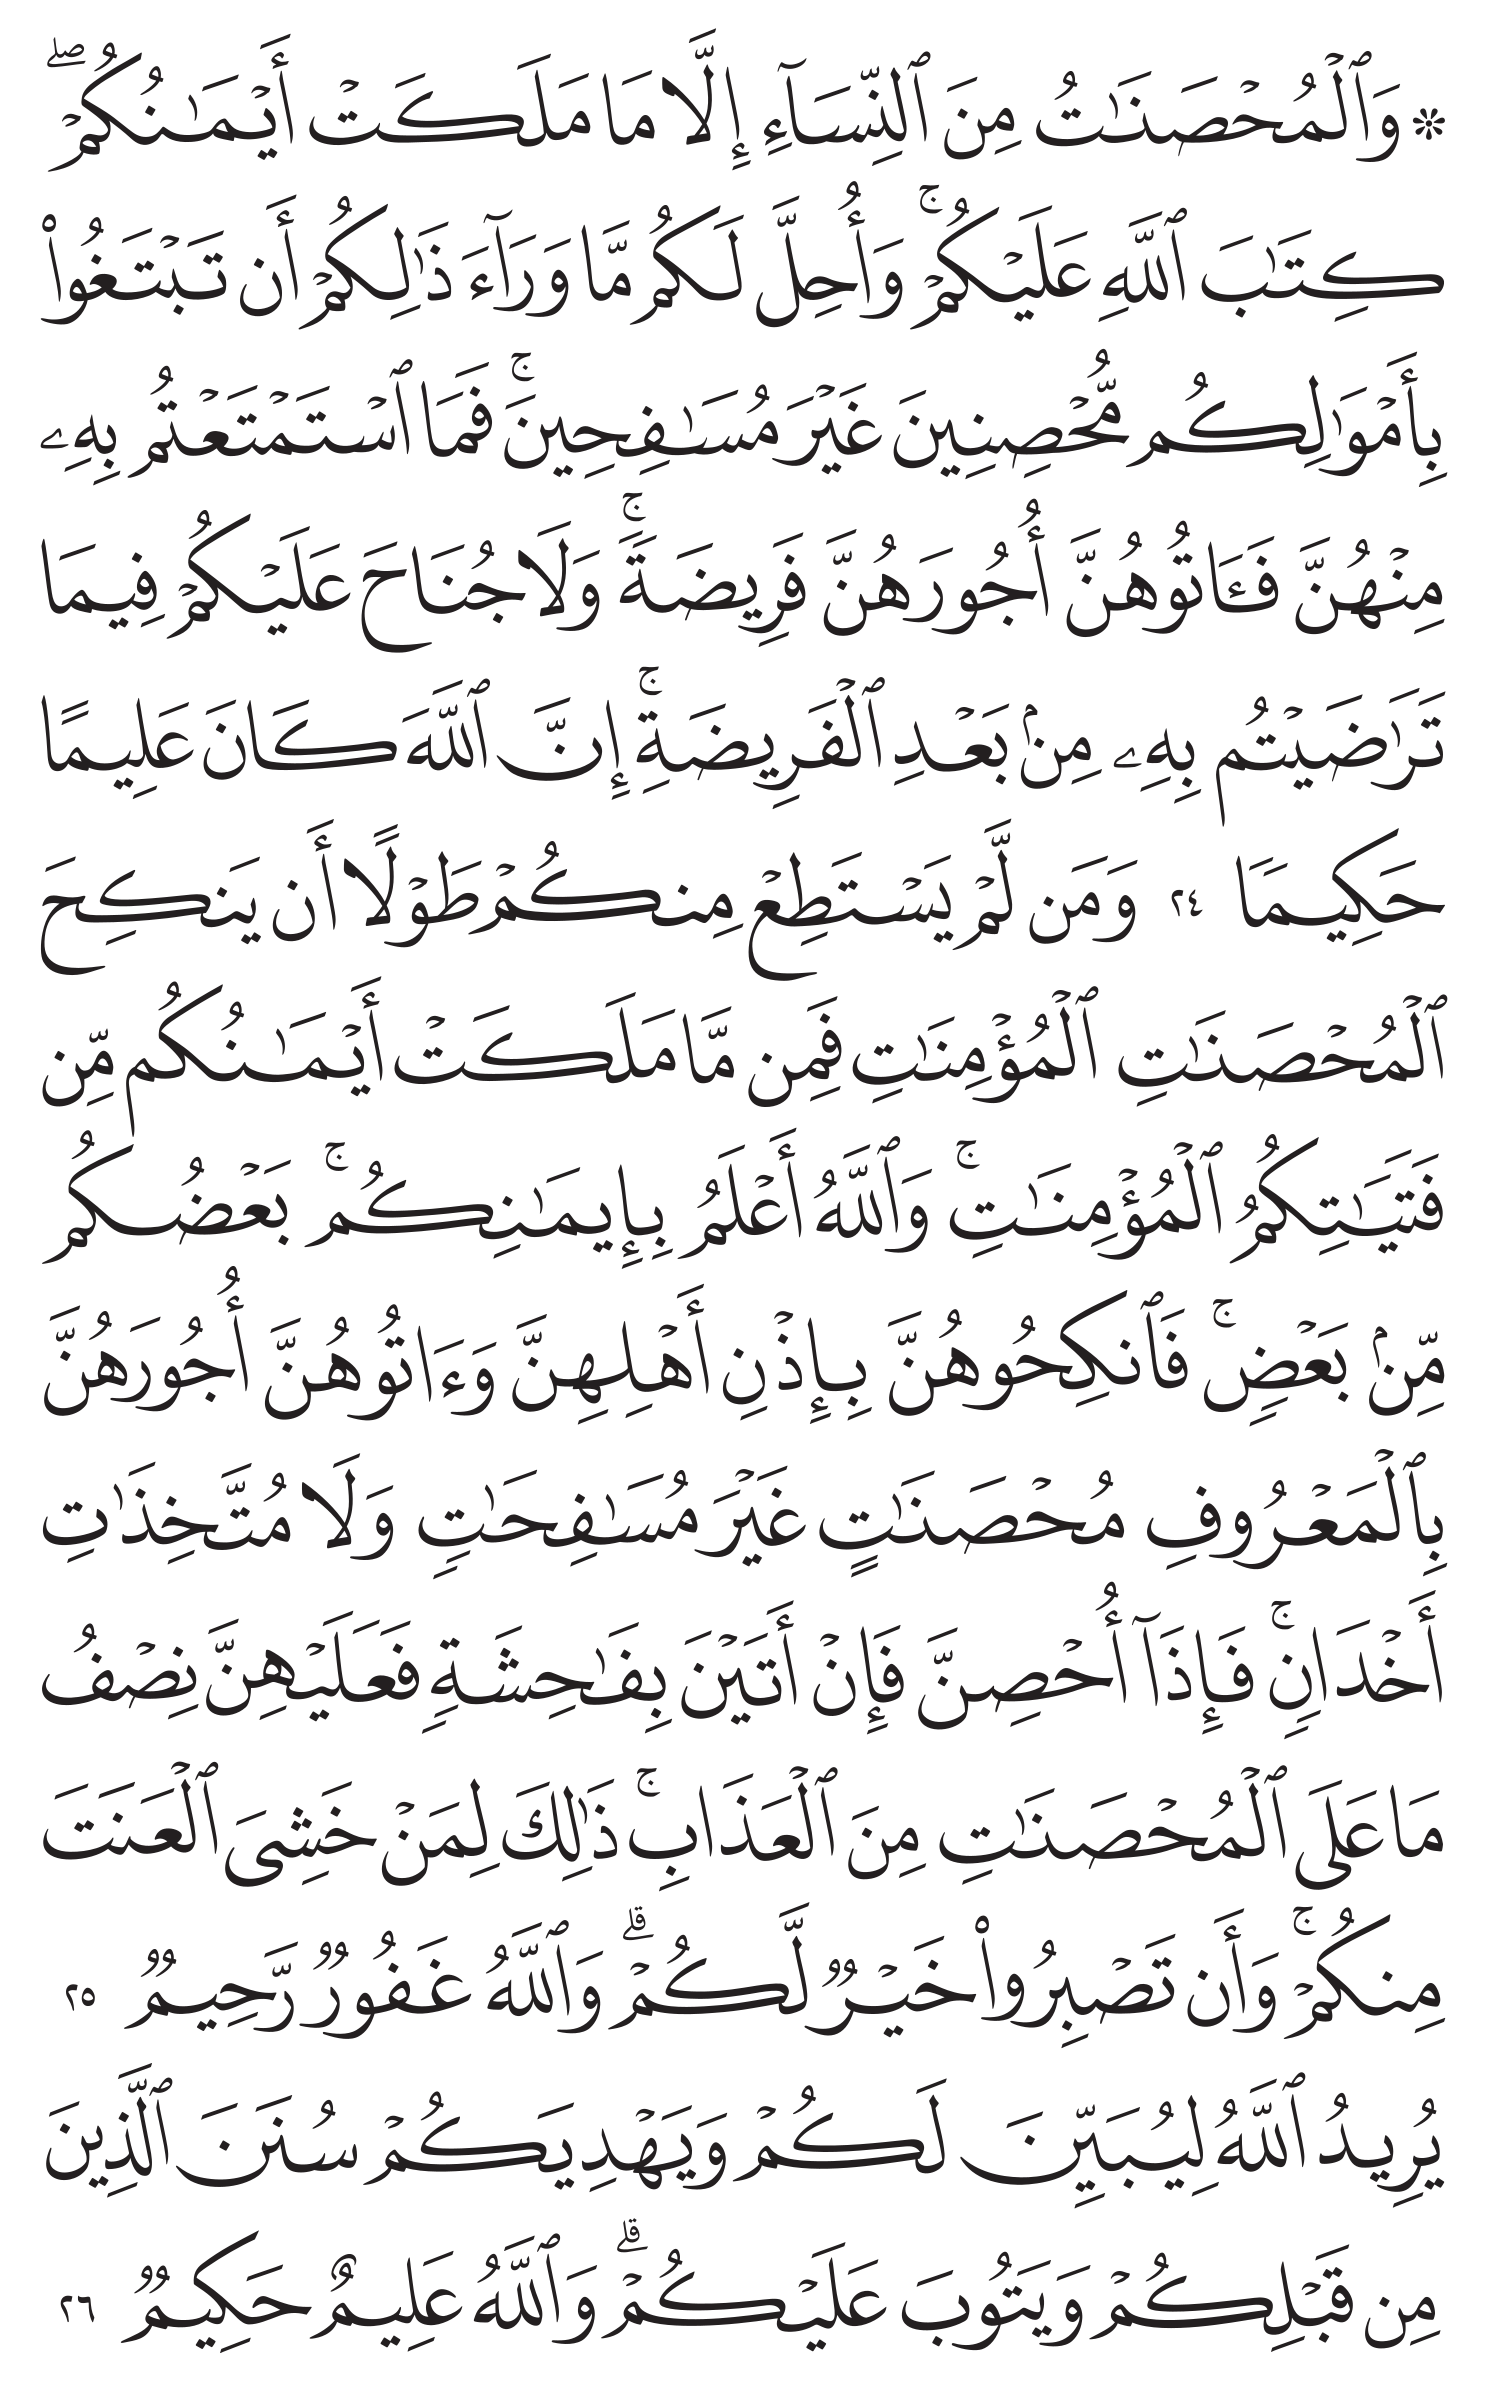 ۞ وَٱلْمُحْصَنَـٰتُ مِنَ ٱلنِّسَآءِ إِلَّا مَا مَلَكَتْ أَيْمَـٰنُكُمْ ۖ
كِتَـٰبَ ٱللَّهِ عَلَيْكُمْ ۚ وَأُحِلَّ لَكُم مَّا وَرَآءَ ذَٰلِكُمْ أَن تَبْتَغُوا۟
بِأَمْوَٰلِكُم مُّحْصِنِينَ غَيْرَ مُسَـٰفِحِينَ ۚ فَمَا ٱسْتَمْتَعْتُم بِهِۦ
مِنْهُنَّ فَـَٔاتُوهُنَّ أُجُورَهُنَّ فَرِيضَةً ۚ وَلَا جُنَاحَ عَلَيْكُمْ فِيمَا
تَرَٰضَيْتُم بِهِۦ مِنۢ بَعْدِ ٱلْفَرِيضَةِ ۚ إِنَّ ٱللَّهَ كَانَ عَلِيمًا
حَكِيمًا ٢٤ وَمَن لَّمْ يَسْتَطِعْ مِنكُمْ طَوْلًا أَن يَنكِحَ
ٱلْمُحْصَنَـٰتِ ٱلْمُؤْمِنَـٰتِ فَمِن مَّا مَلَكَتْ أَيْمَـٰنُكُم مِّن
فَتَيَـٰتِكُمُ ٱلْمُؤْمِنَـٰتِ ۚ وَٱللَّهُ أَعْلَمُ بِإِيمَـٰنِكُم ۚ بَعْضُكُم
مِّنۢ بَعْضٍ ۚ فَٱنكِحُوهُنَّ بِإِذْنِ أَهْلِهِنَّ وَءَاتُوهُنَّ أُجُورَهُنَّ
بِٱلْمَعْرُوفِ مُحْصَنَـٰتٍ غَيْرَ مُسَـٰفِحَـٰتٍ وَلَا مُتَّخِذَٰتِ
أَخْدَانٍ ۚ فَإِذَآ أُحْصِنَّ فَإِنْ أَتَيْنَ بِفَـٰحِشَةٍ فَعَلَيْهِنَّ نِصْفُ
مَا عَلَى ٱلْمُحْصَنَـٰتِ مِنَ ٱلْعَذَابِ ۚ ذَٰلِكَ لِمَنْ خَشِىَ ٱلْعَنَتَ
مِنكُمْ ۚ وَأَن تَصْبِرُوا۟ خَيْرٌ لَّكُمْ ۗ وَٱللَّهُ غَفُورٌ رَّحِيمٌ ٢٥
يُرِيدُ ٱللَّهُ لِيُبَيِّنَ لَكُمْ وَيَهْدِيَكُمْ سُنَنَ ٱلَّذِينَ
مِن قَبْلِكُمْ وَيَتُوبَ عَلَيْكُمْ ۗ وَٱللَّهُ عَلِيمٌ حَكِيمٌ ٢٦